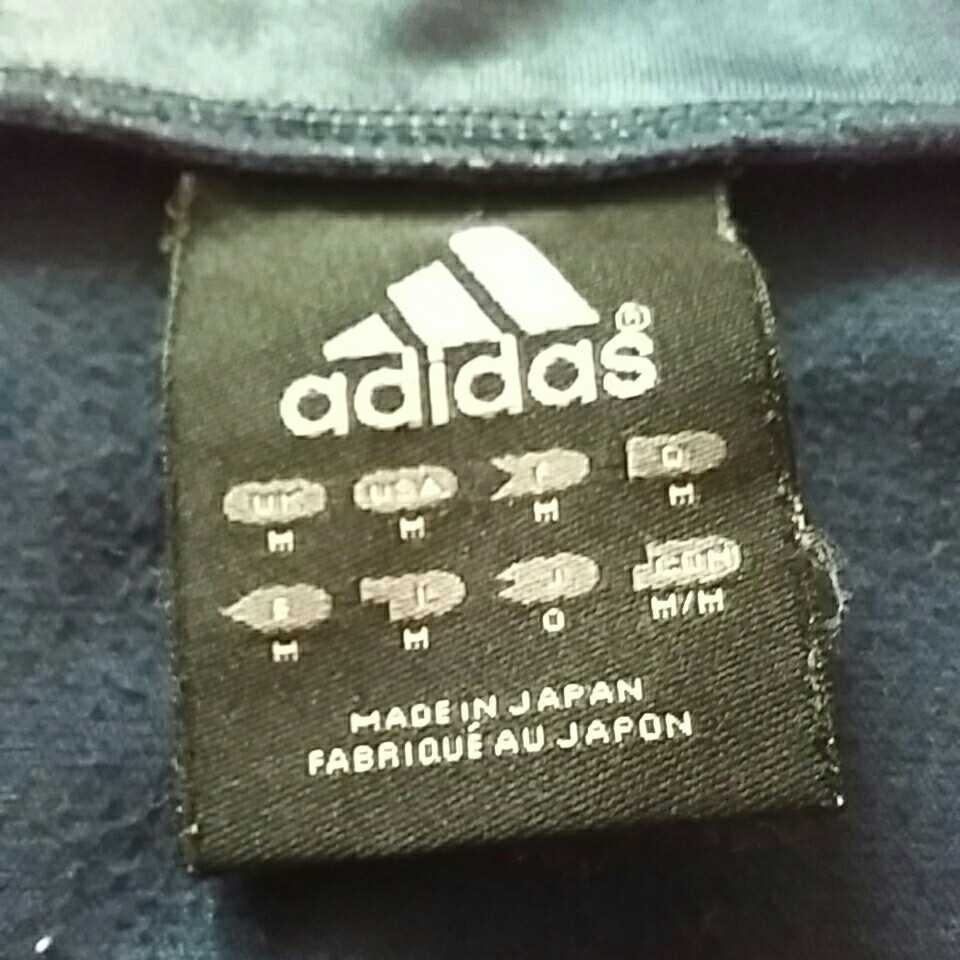 adidas®
UK USA F D
M M M M
E I J CHN
M M O M/M
MADE IN JAPAN
FABRIQUÉ AU JAPON